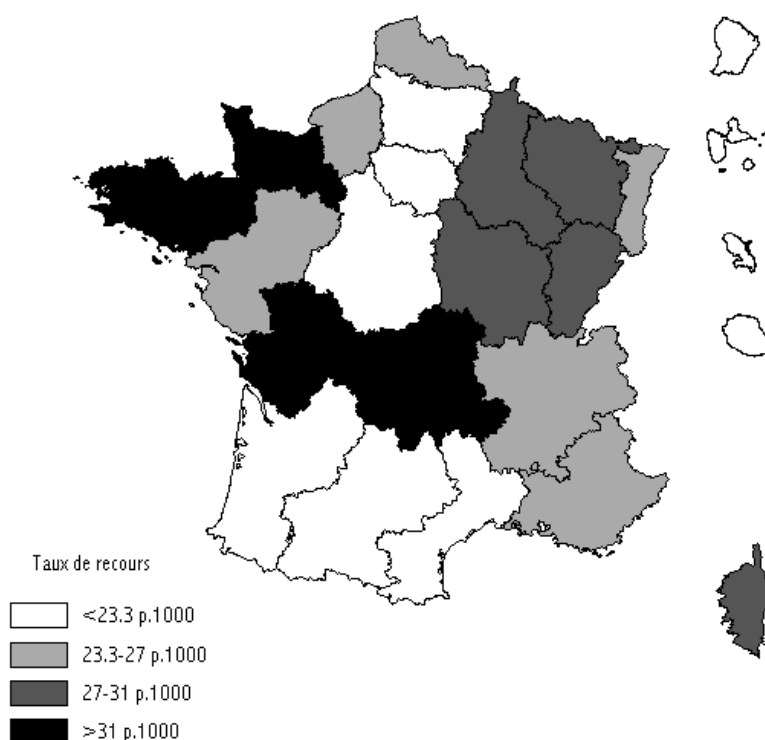 Taux de recours
<23.3 p.1000
23.3-27 p.1000
27-31 p.1000
>31 p.1000